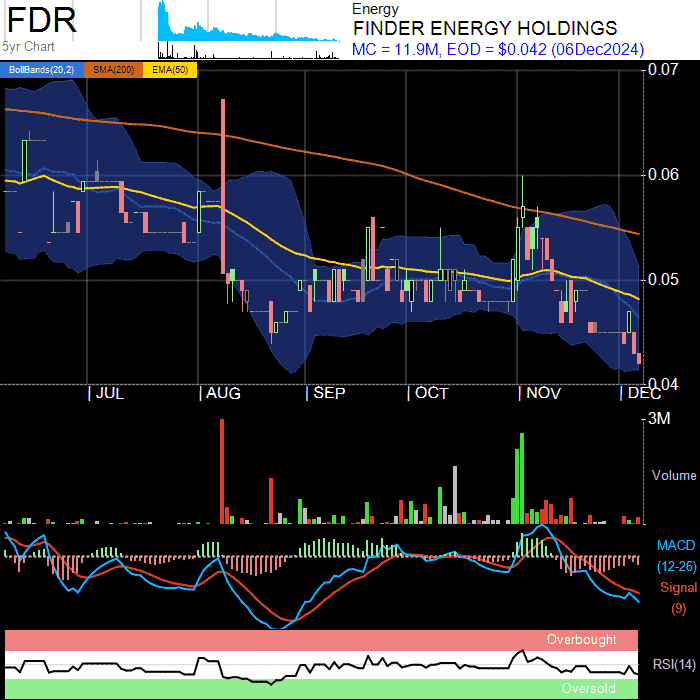 FDR
5yr Chart
Energy
FINDER ENERGY HOLDINGS
MC = 11.9M, EOD = $0.042 (06Dec2024)
BollBands(20,2) SMA(200) EMA(50)
0.07
0.06
0.05
0.04
| JUL | AUG | SEP | OCT | NOV | DEC
3M
Volume
MACD
(12-26)
Signal
(9)
Overbought
RSI(14)
Oversold